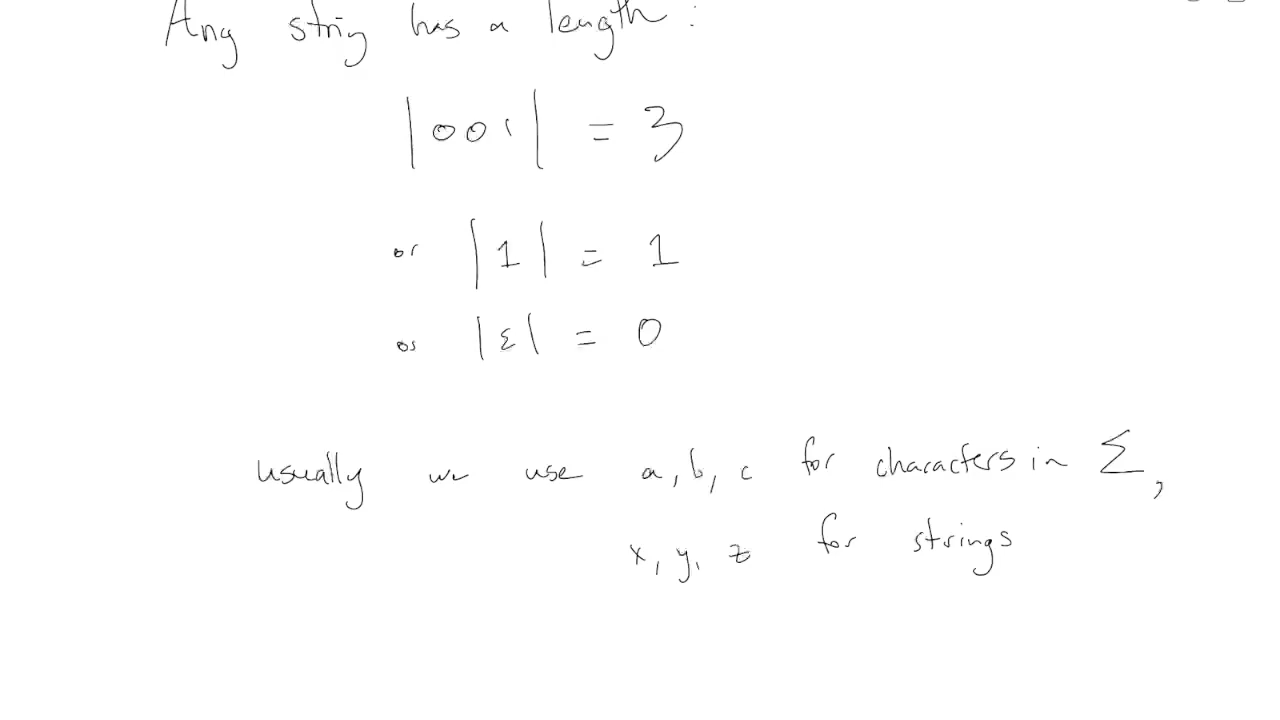 Any string has a length:
|001| = 3
or |1| = 1
or |ε| = 0
usually we use a, b, c for characters in Σ,
x, y, z for strings